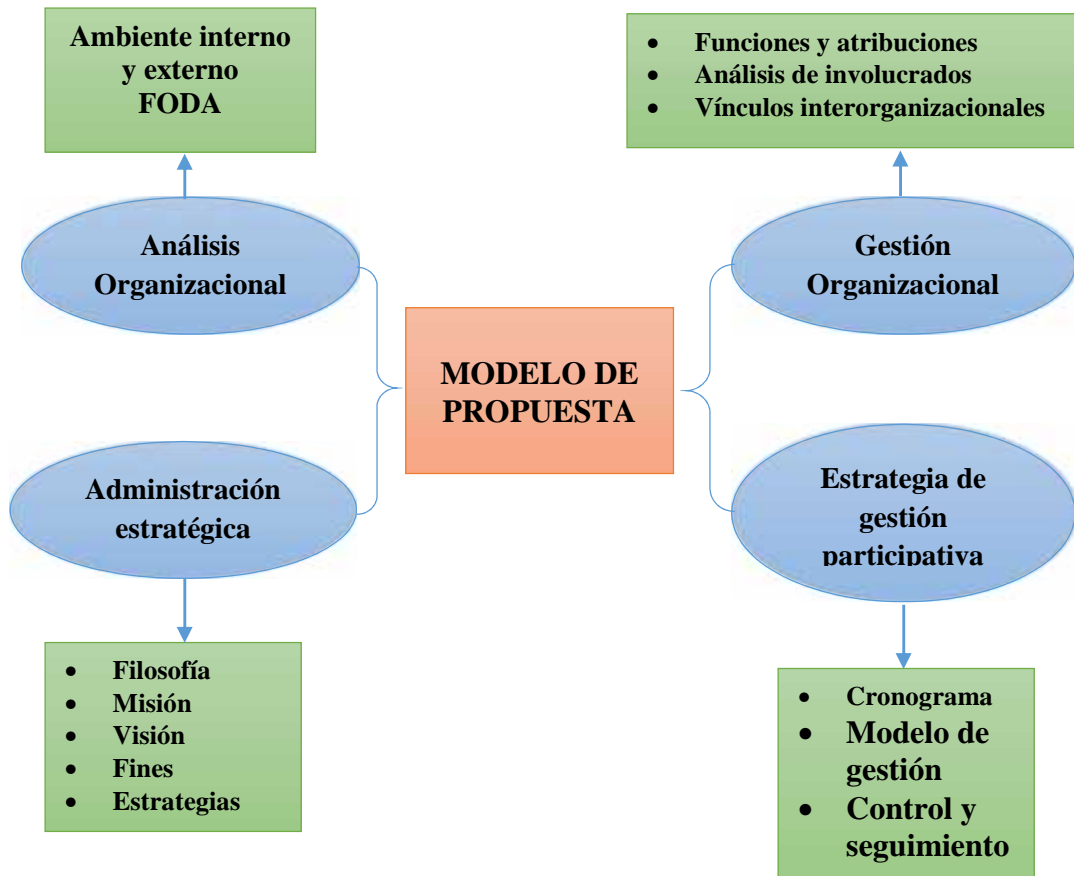 Ambiente interno
y externo
FODA
• Funciones y atribuciones
• Análisis de involucrados
• Vínculos interorganizacionales
Análisis
Organizacional
Gestión
Organizacional
MODELO DE
PROPUESTA
Administración
estratégica
Estrategia de
gestión
participativa
• Filosofía
• Misión
• Visión
• Fines
• Estrategias
• Cronograma
• Modelo de
gestión
• Control y
seguimiento